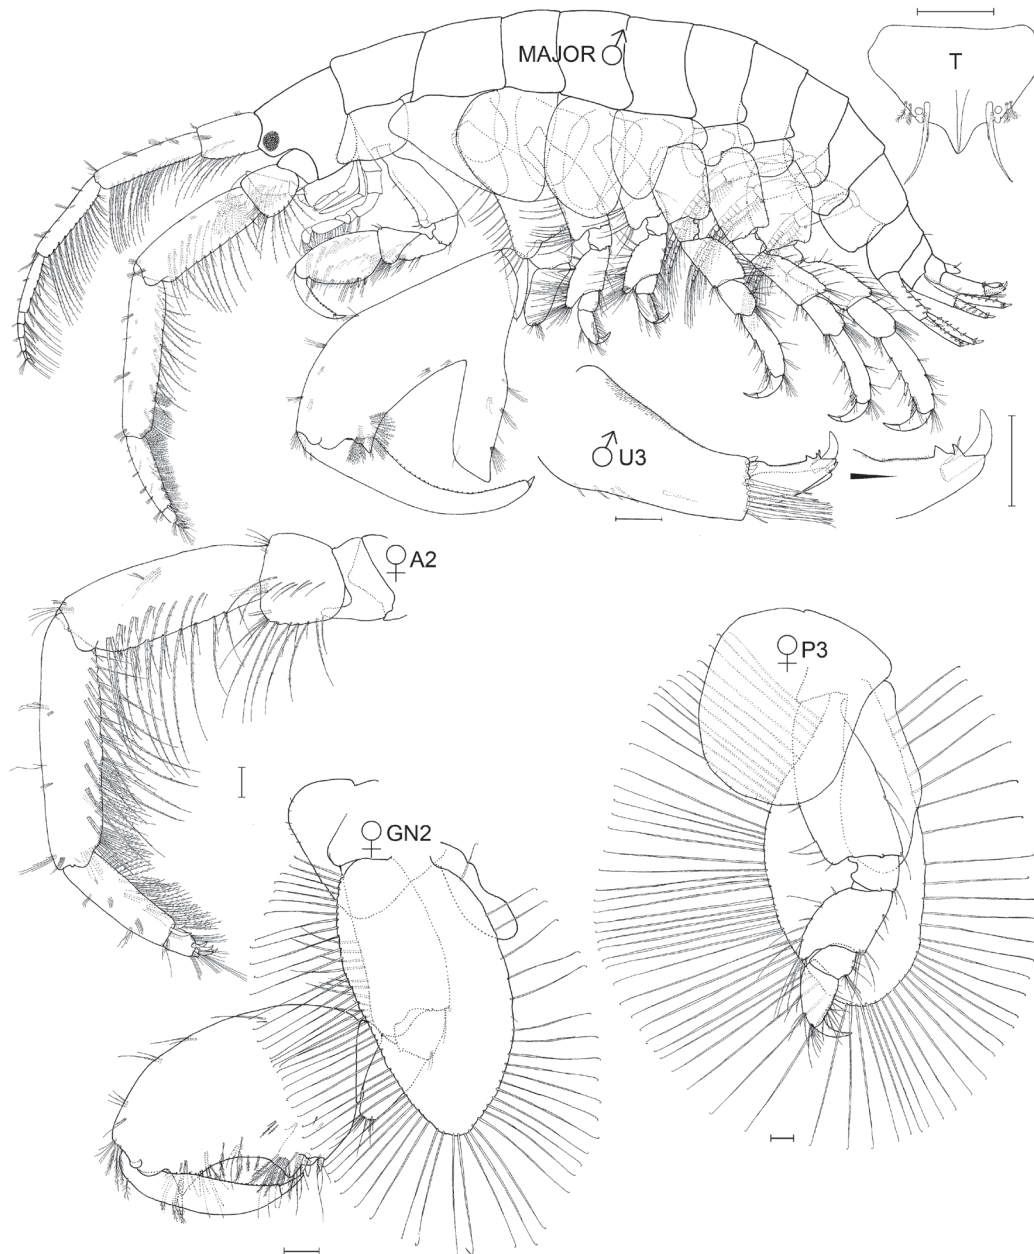 MAJOR ♂
T
♂ U3
♀ A2
♀ P3
♀ GN2